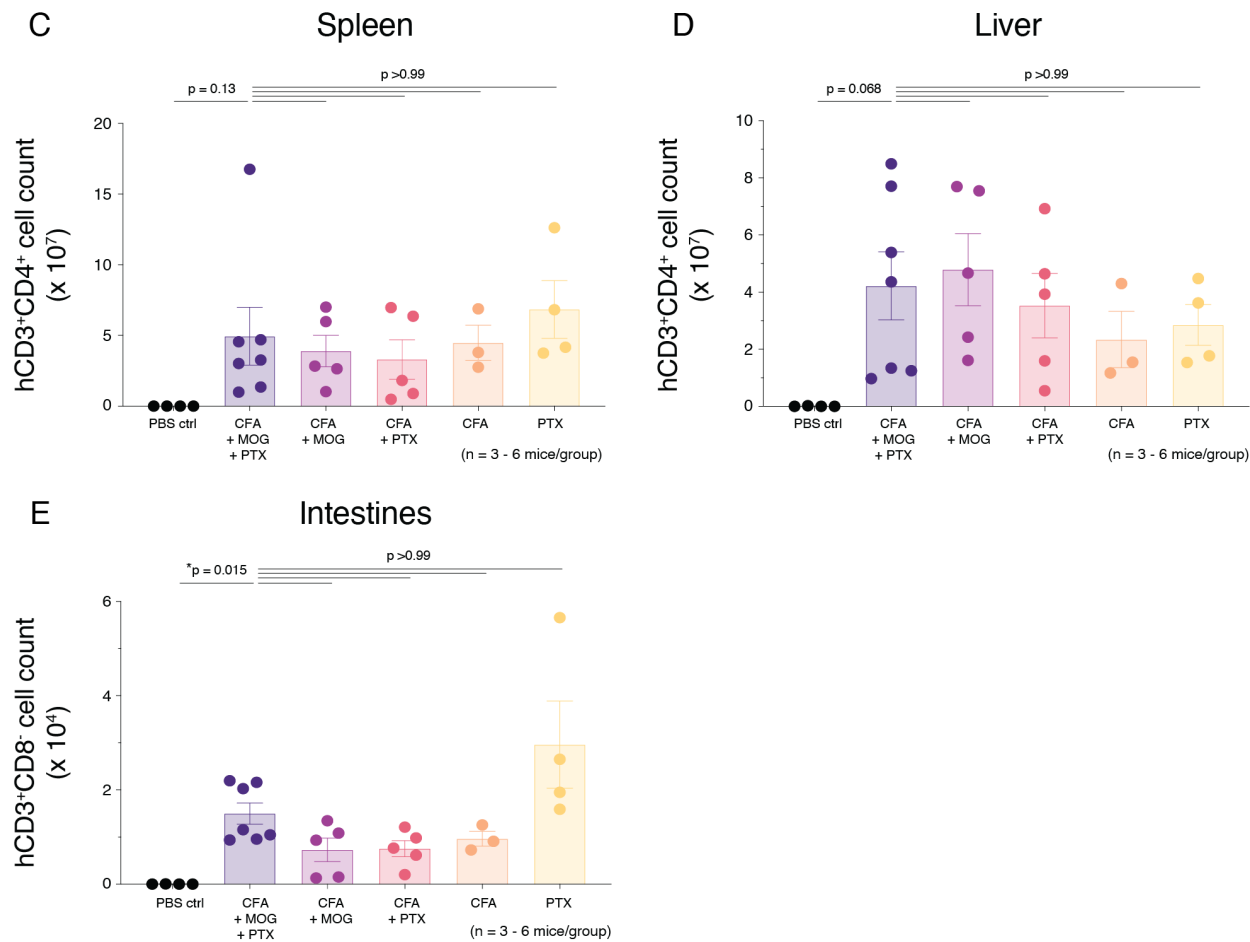 C
Spleen
p >0.99
p = 0.13
hCD3⁺CD4⁺ cell count
(x 10⁷)
20
15
10
5
0
PBS ctrl
CFA
+ MOG
+ PTX
CFA
+ MOG
CFA
+ PTX
CFA
PTX
(n = 3 - 6 mice/group)
D
Liver
p >0.99
p = 0.068
hCD3⁺CD4⁺ cell count
(x 10⁷)
10
8
6
4
2
0
PBS ctrl
CFA
+ MOG
+ PTX
CFA
+ MOG
CFA
+ PTX
CFA
PTX
(n = 3 - 6 mice/group)
E
Intestines
p >0.99
*p = 0.015
hCD3⁺CD8⁻ cell count
(x 10⁴)
6
4
2
0
PBS ctrl
CFA
+ MOG
+ PTX
CFA
+ MOG
CFA
+ PTX
CFA
PTX
(n = 3 - 6 mice/group)